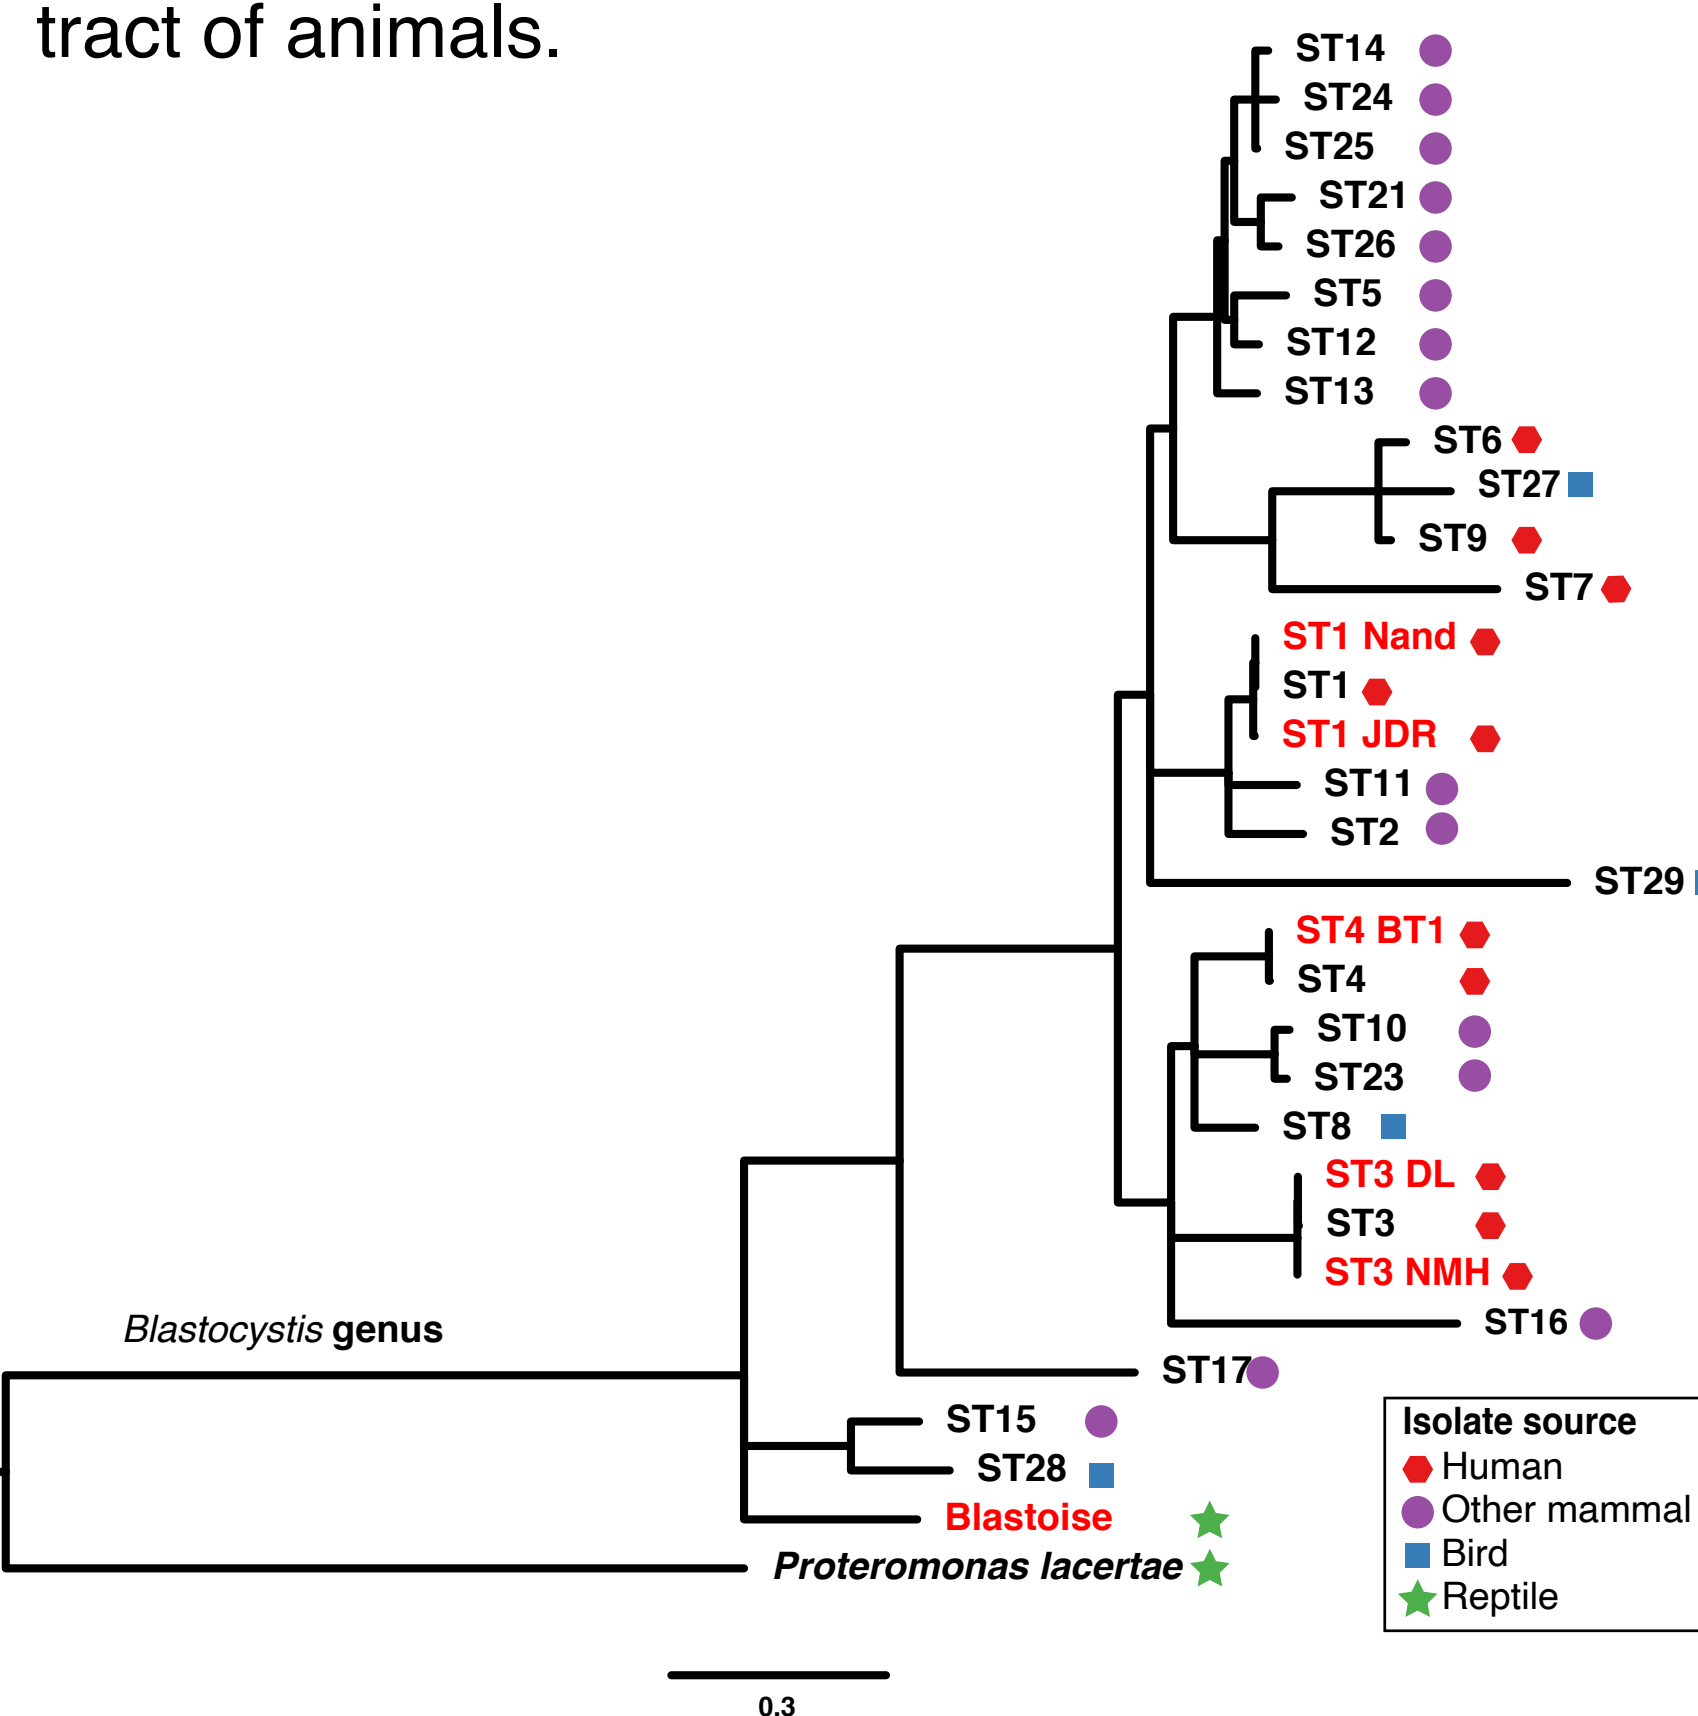 tract of animals.
ST14
ST24
ST25
ST21
ST26
ST5
ST12
ST13
ST6
ST27
ST9
ST7
ST1 Nand
ST1
ST1 JDR
ST11
ST2
ST29
ST4 BT1
ST4
ST10
ST23
ST8
ST3 DL
ST3
ST3 NMH
ST16
Blastocystis genus
ST17
ST15
ST28
Blastoise
Proteromonas lacertae
Isolate source
Human
Other mammal
Bird
Reptile
0.3